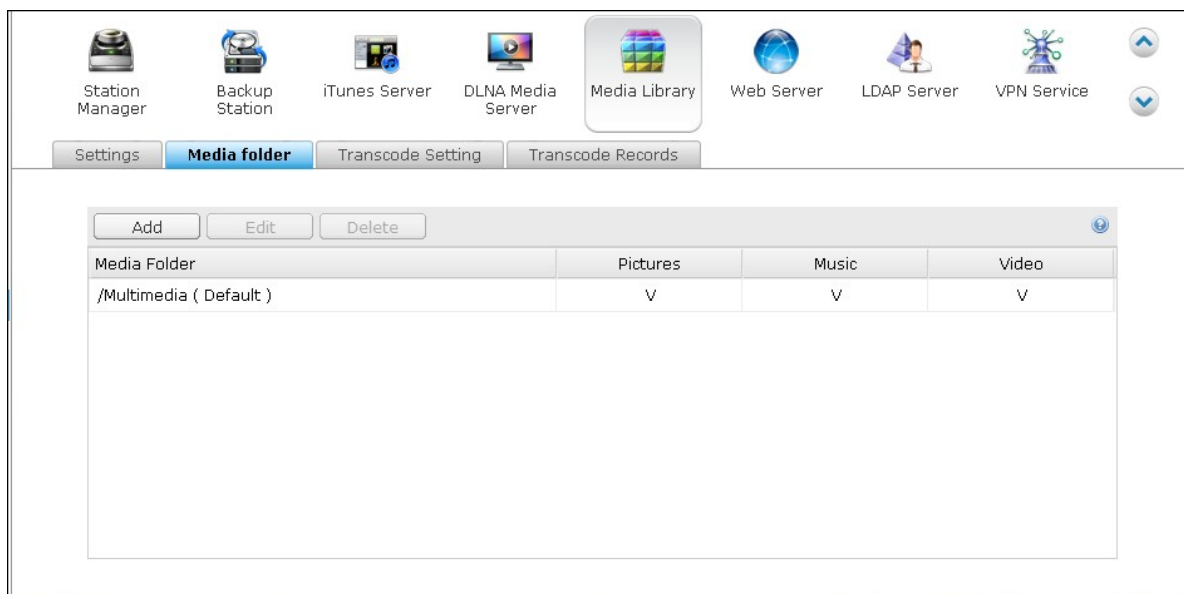 Station Manager
Backup Station
iTunes Server
DLNA Media Server
Media Library
Web Server
LDAP Server
VPN Service
Settings Media folder Transcode Setting Transcode Records
Add Edit Delete
Media Folder Pictures Music Video
/Multimedia ( Default ) V V V